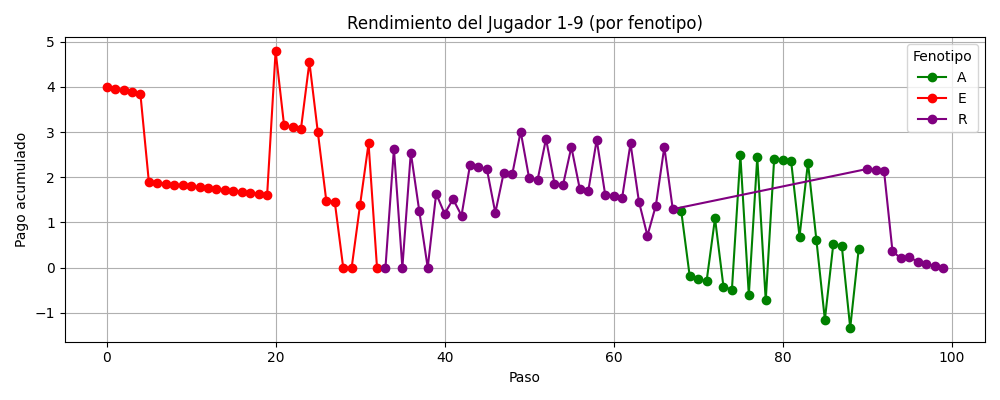 Rendimiento del Jugador 1-9 (por fenotipo)
Pago acumulado
5
4
3
2
1
0
−1
0
20
40
60
80
100
Paso
Fenotipo
A
E
R